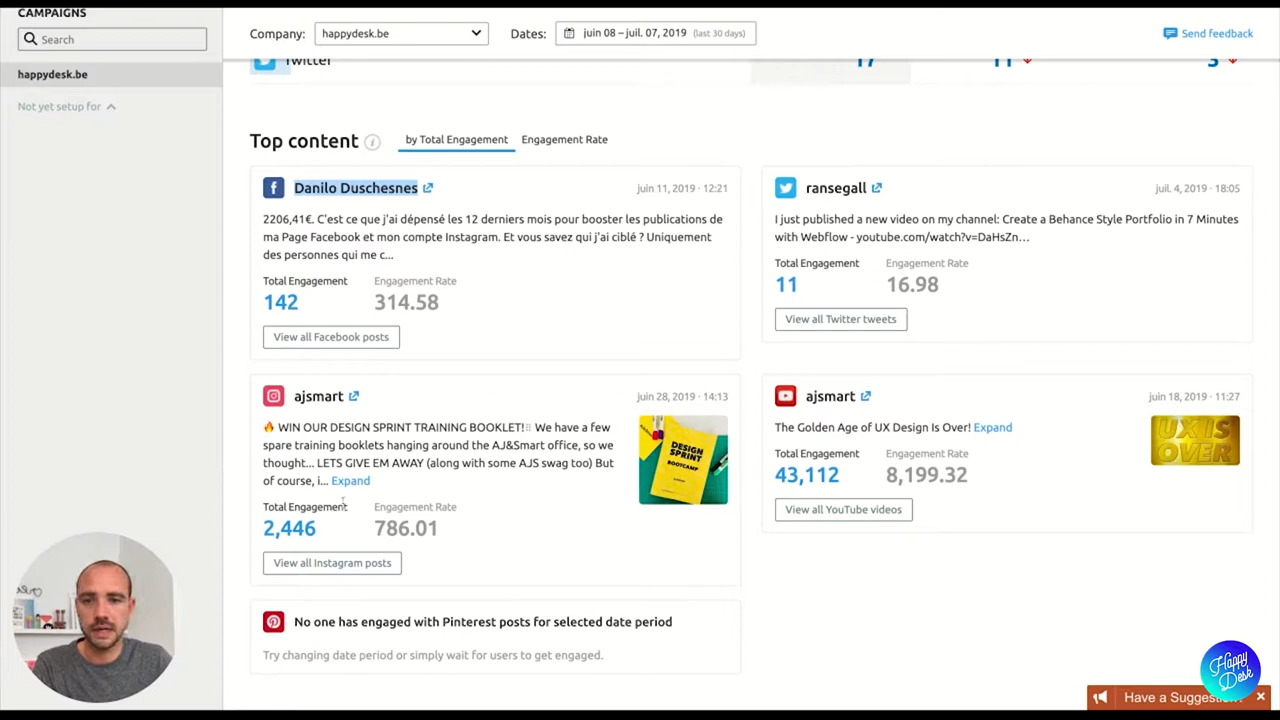 CAMPAIGNS
Search
happydesk.be
Not yet setup for
Company:
happydesk.be
Dates:
juin 08 – juil. 07, 2019 (last 30 days)
Send feedback
Twitter
17
11
3
Top content
by Total Engagement
Engagement Rate
Danilo Duschesnes
juin 11, 2019 · 12:21
2206,41€. C'est ce que j'ai dépensé les 12 derniers mois pour booster les publications de
ma Page Facebook et mon compte Instagram. Et vous savez qui j'ai ciblé ? Uniquement
des personnes qui me c...
Total Engagement
Engagement Rate
142
314.58
View all Facebook posts
ransegall
juil. 4, 2019 · 18:05
I just published a new video on my channel: Create a Behance Style Portfolio in 7 Minutes
with Webflow - youtube.com/watch?v=DaHsZn...
Total Engagement
Engagement Rate
11
16.98
View all Twitter tweets
ajsmart
juin 28, 2019 · 14:13
🔥 WIN OUR DESIGN SPRINT TRAINING BOOKLET!! We have a few
spare training booklets hanging around the AJ&Smart office, so we
thought... LETS GIVE EM AWAY (along with some AJS swag too) But
of course, i... Expand
DESIGN
SPRINT
BOOTCAMP
Total Engagement
Engagement Rate
2,446
786.01
View all Instagram posts
ajsmart
juin 18, 2019 · 11:27
The Golden Age of UX Design Is Over! Expand
UX IS
OVER
Total Engagement
Engagement Rate
43,112
8,199.32
View all YouTube videos
No one has engaged with Pinterest posts for selected date period
Try changing date period or simply wait for users to get engaged.
Happy
Desk
Have a Suggestion?